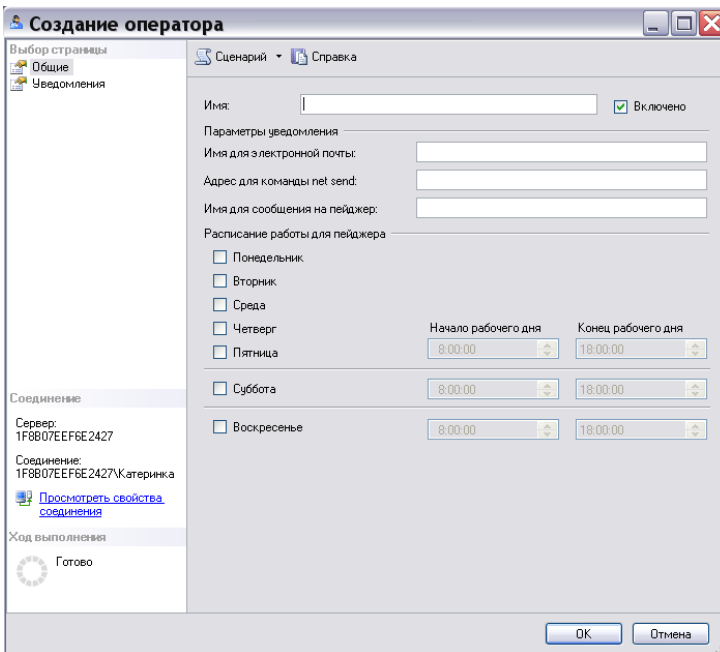 Создание оператора
Выбор страницы
Общие
Уведомления
Сценарий
Справка
Имя:
Включено
Параметры уведомления
Имя для электронной почты:
Адрес для команды net send:
Имя для сообщения на пейджер:
Расписание работы для пейджера
Понедельник
Вторник
Среда
Четверг
Начало рабочего дня
Конец рабочего дня
Пятница
8:00:00
18:00:00
Суббота
8:00:00
18:00:00
Воскресенье
8:00:00
18:00:00
Соединение
Сервер:
1F8B07EEF6E2427
Соединение:
1F8B07EEF6E2427\Катеринка
Просмотреть свойства
соединения
Ход выполнения
Готово
OK
Отмена